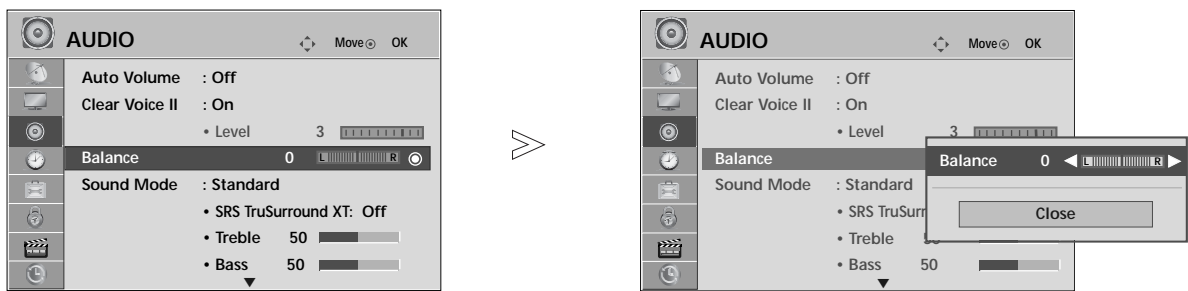 AUDIO Move OK
Auto Volume : Off
Clear Voice II : On
• Level 3
Balance 0 L R
Sound Mode : Standard
• SRS TruSurround XT: Off
• Treble 50
• Bass 50
AUDIO Move OK
Auto Volume : Off
Clear Voice II : On
• Level 3
Balance
Sound Mode : Standard
• SRS TruSurr
• Treble 50
• Bass 50
Balance 0 L R
Close